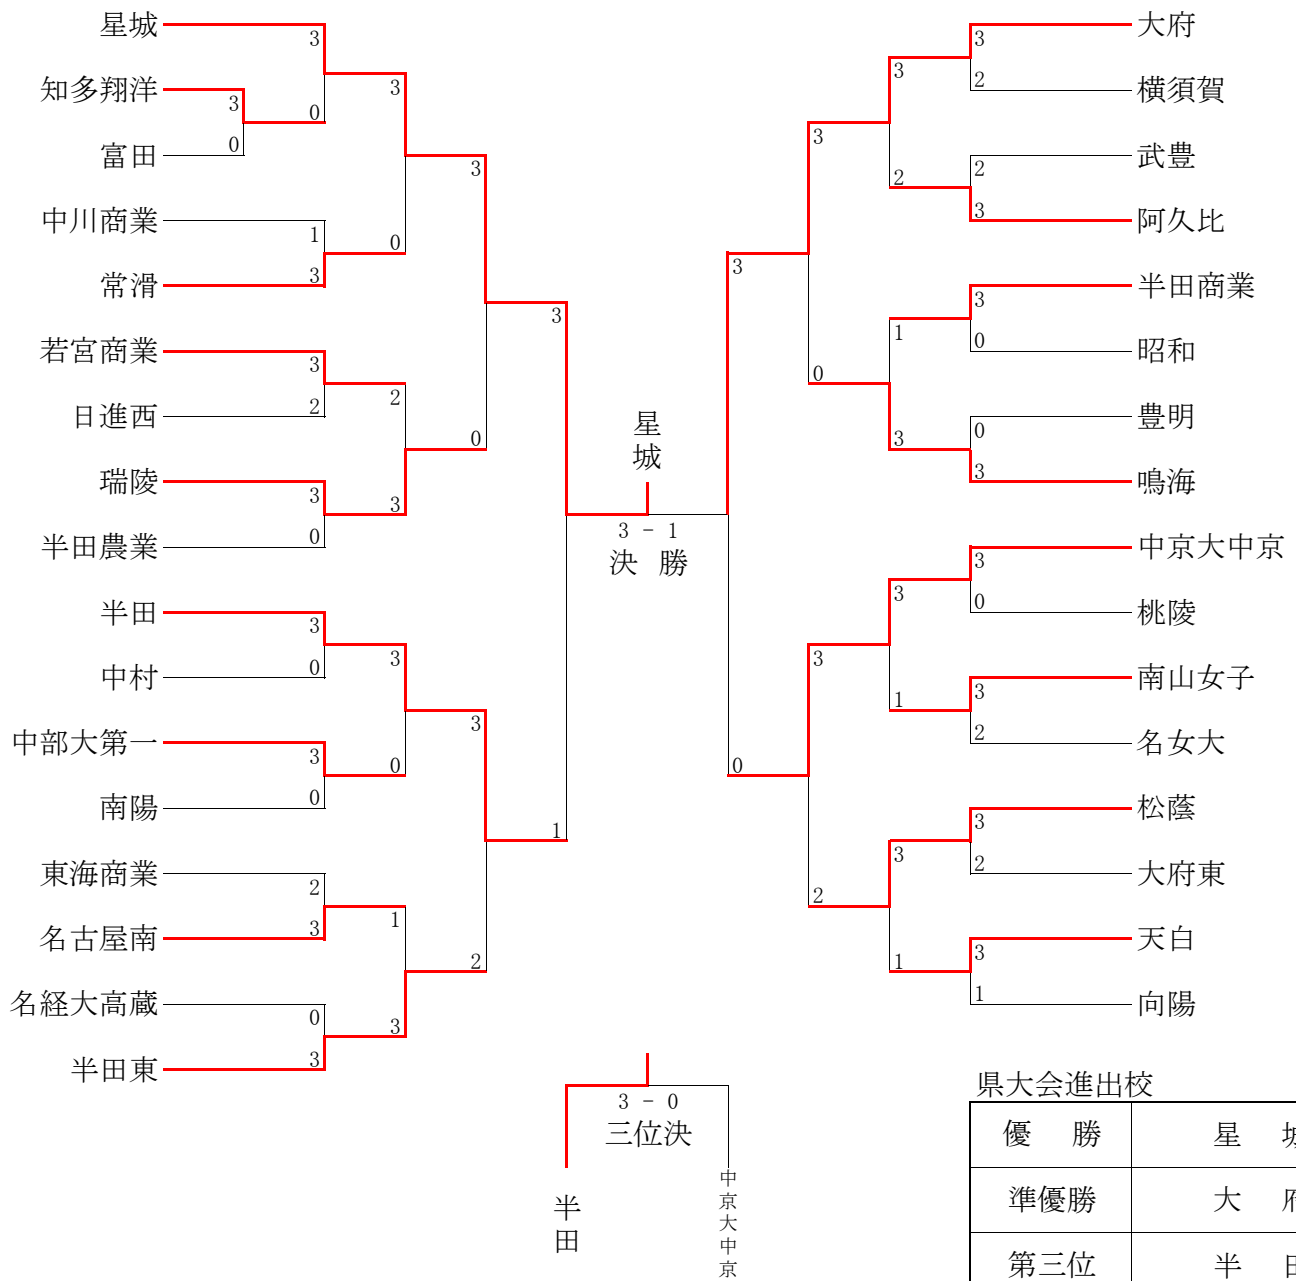 星城
3
知多翔洋
3
0
富田
0
3
中川商業
1
常滑
3
0
3
若宮商業
3
日進西
2
2
瑞陵
3
半田農業
0
3
0
3
半田
3
中村
0
3
中部大第一
3
南陽
0
0
3
東海商業
2
名古屋南
3
1
名経大高蔵
0
半田東
3
3
2
1
星城
3 - 1
決 勝
大府
3
横須賀
2
3
武豊
2
阿久比
3
2
3
半田商業
3
昭和
0
1
豊明
0
鳴海
3
3
0
3
中京大中京
3
桃陵
0
3
南山女子
3
名女大
2
1
3
松蔭
3
大府東
2
3
天白
3
向陽
1
1
2
0
3 - 0
三位決
半田
中京大中京
県大会進出校
優 勝 星 城
準優勝 大 府
第三位 半 田